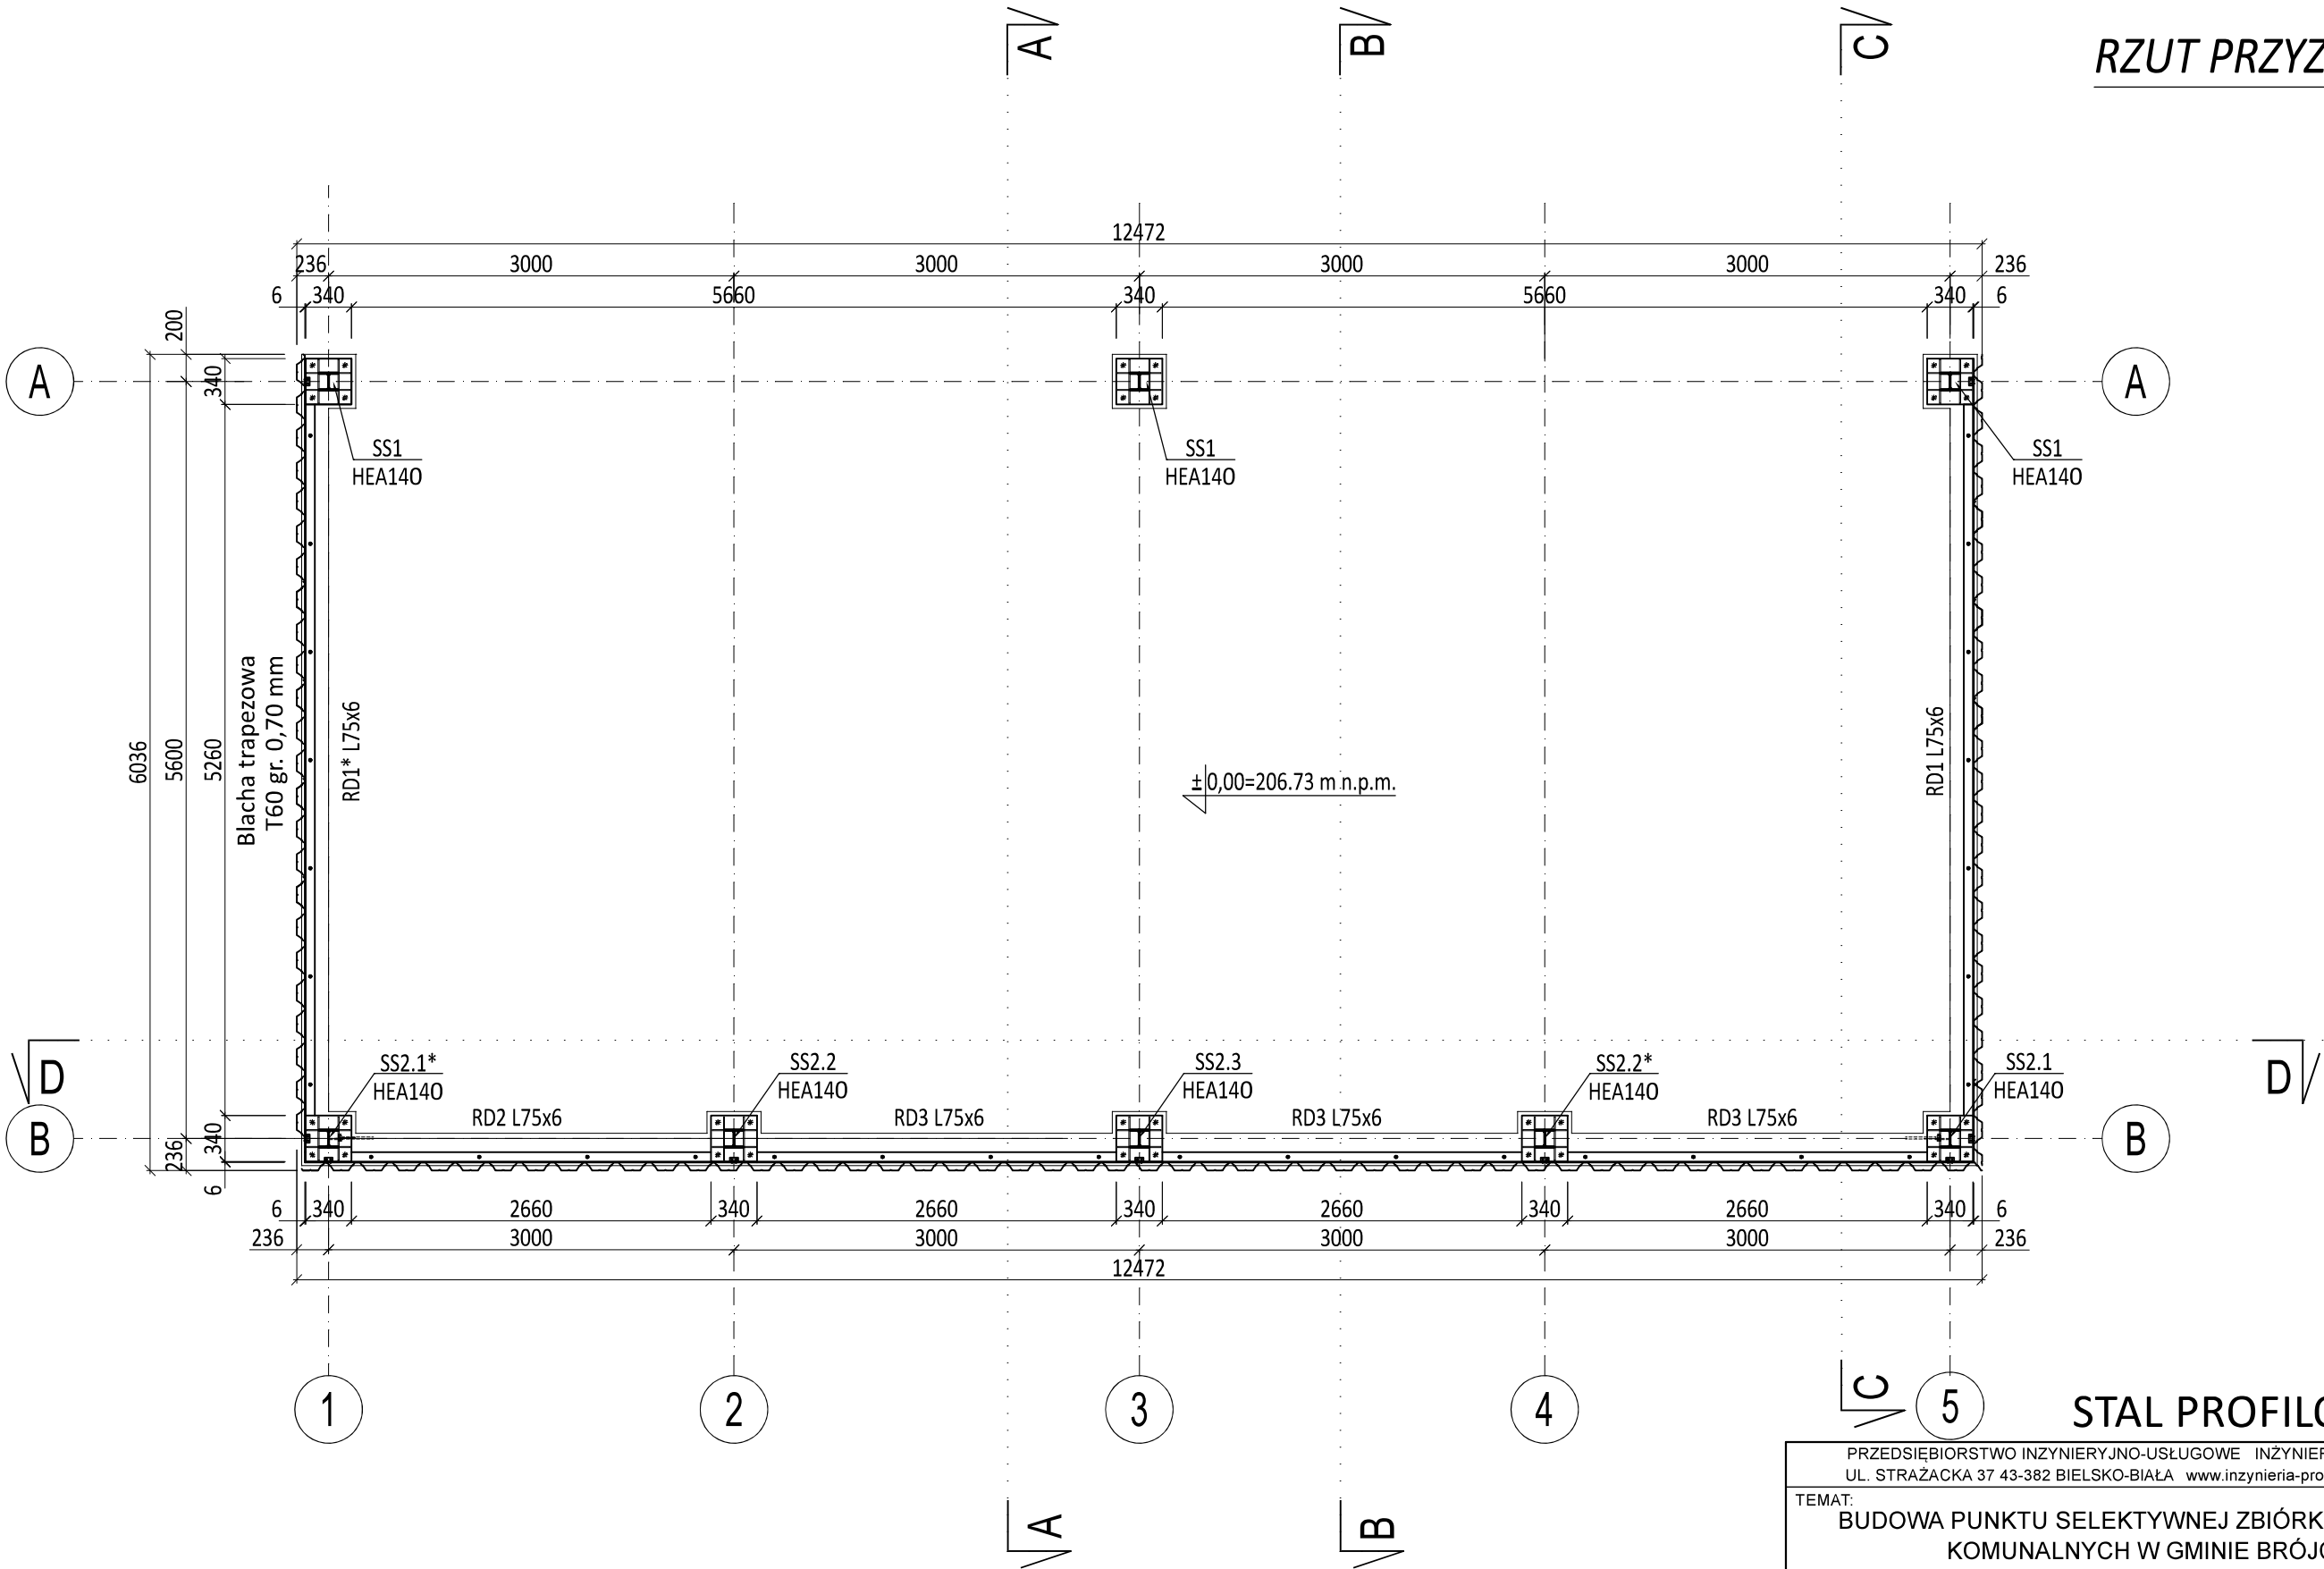 A
B
C
RZUT PRZYZ
12472
236
3000
3000
3000
3000
236
6
340
5660
340
5660
340
6
200
340
6036
5600
5260
340
236
6
A
A
SS1
HEA140
SS1
HEA140
SS1
HEA140
Blacha trapezowa
T60 gr. 0,70 mm
RD1* L75x6
RD1 L75x6
±0,00=206.73 m n.p.m.
D
D
SS2.1*
HEA140
SS2.2
HEA140
SS2.3
HEA140
SS2.2*
HEA140
SS2.1
HEA140
B
RD2 L75x6
RD3 L75x6
RD3 L75x6
RD3 L75x6
B
6
340
2660
340
2660
340
2660
340
2660
340
6
236
3000
3000
3000
3000
236
12472
1
2
3
4
5
C
A
B
STAL PROFILO
PRZEDSIĘBIORSTWO INZYNIERYJNO-USŁUGOWE INŻYNIER
UL. STRAŻACKA 37 43-382 BIELSKO-BIAŁA www.inzynieria-pro
TEMAT:
BUDOWA PUNKTU SELEKTYWNEJ ZBIÓRK
KOMUNALNYCH W GMINIE BRÓJC